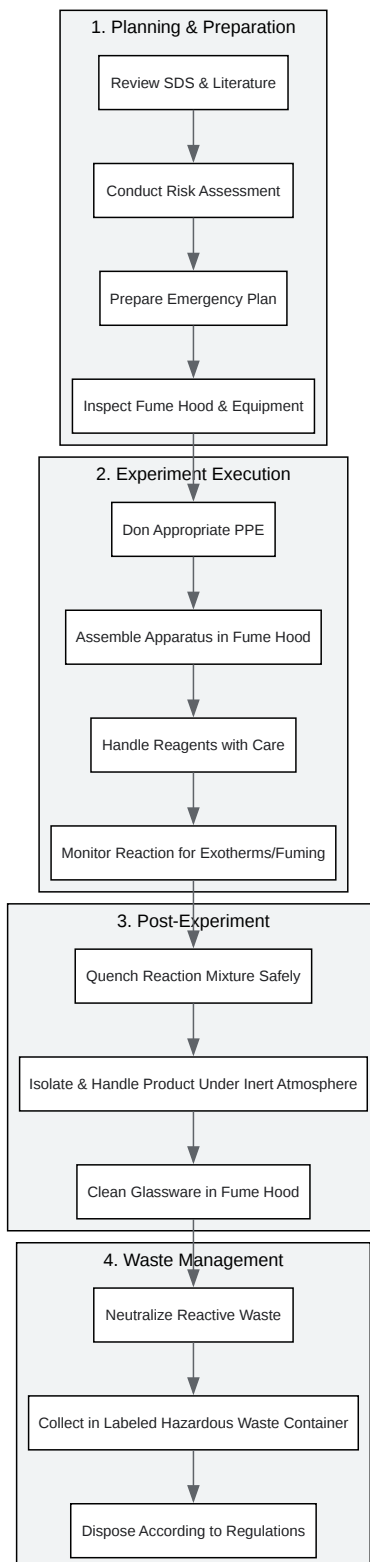 1. Planning & Preparation
Review SDS & Literature
Conduct Risk Assessment
Prepare Emergency Plan
Inspect Fume Hood & Equipment
2. Experiment Execution
Don Appropriate PPE
Assemble Apparatus in Fume Hood
Handle Reagents with Care
Monitor Reaction for Exotherms/Fuming
3. Post-Experiment
Quench Reaction Mixture Safely
Isolate & Handle Product Under Inert Atmosphere
Clean Glassware in Fume Hood
4. Waste Management
Neutralize Reactive Waste
Collect in Labeled Hazardous Waste Container
Dispose According to Regulations